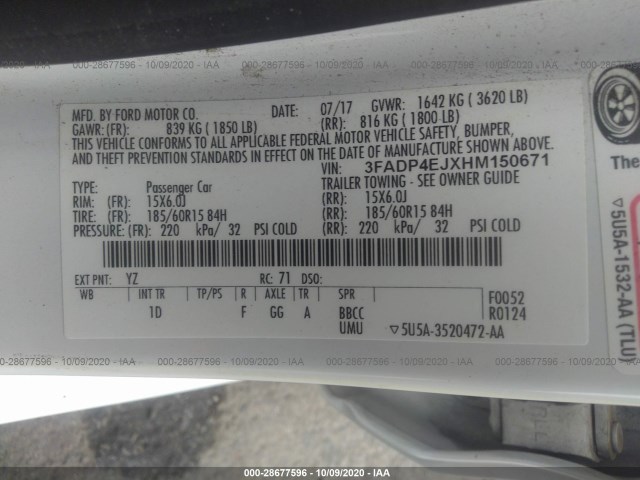 000-28677596 - 10/09/2020 - IAA
MFD. BY FORD MOTOR CO. DATE: 07/17 GVWR: 1642 KG ( 3620 LB)
GAWR: (FR): 839 KG ( 1850 LB) (RR): 816 KG ( 1800 LB)
THIS VEHICLE CONFORMS TO ALL APPLICABLE FEDERAL MOTOR VEHICLE SAFETY, BUMPER,
AND THEFT PREVENTION STANDARDS IN EFFECT ON THE DATE OF MANUFACTURE SHOWN ABOVE.
VIN: 3FADP4EJXHM150671
TYPE: Passenger Car TRAILER TOWING - SEE OWNER GUIDE
RIM: (FR): 15X6.0J (RR): 15X6.0J
TIRE: (FR): 185/60R15 84H (RR): 185/60R15 84H
PRESSURE: (FR): 220 kPa/ 32 PSI COLD (RR): 220 kPa/ 32 PSI COLD
EXT PNT: YZ RC: 71 DSO:
WB INT TR TP/PS R AXLE TR SPR F0052
1D F GG A BBCC R0124
UMU ▽5U5A-3520472-AA
The
▽5U5A-1532-AA (TLU)
000-28677596 - 10/09/2020 - IAA
000-28677596 - 10/09/2020 - IAA